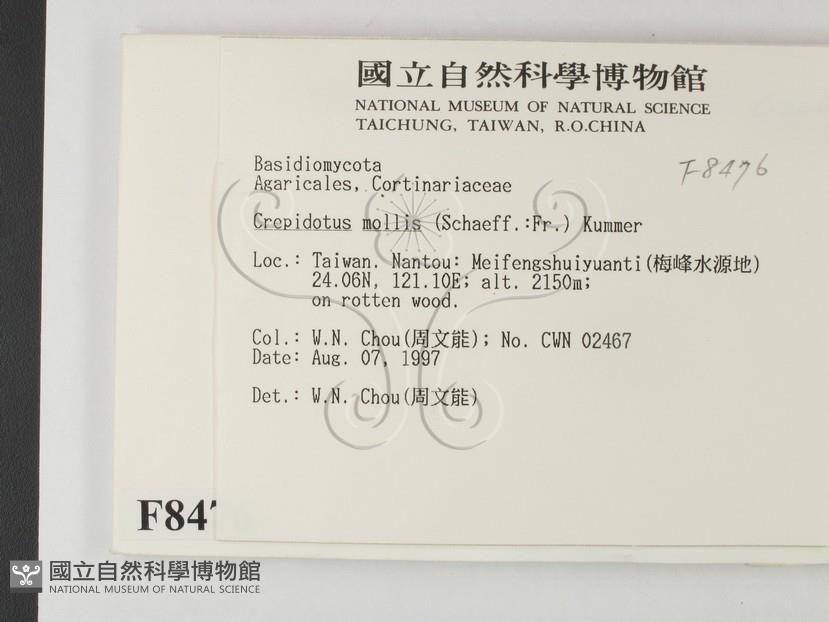 國立自然科學博物館
NATIONAL MUSEUM OF NATURAL SCIENCE
TAICHUNG, TAIWAN, R.O.CHINA
F8476
Basidiomycota
Agaricales, Cortinariaceae
Crepidotus mollis (Schaeff.:Fr.) Kummer
Loc.: Taiwan. Nantou: Meifengshuiyuanti(梅峰水源地)
24.06N, 121.10E; alt. 2150m;
on rotten wood.
Col.: W.N. Chou(周文能); No. CWN 02467
Date: Aug. 07, 1997
Det.: W.N. Chou(周文能)
F847
國立自然科學博物館
NATIONAL MUSEUM OF NATURAL SCIENCE